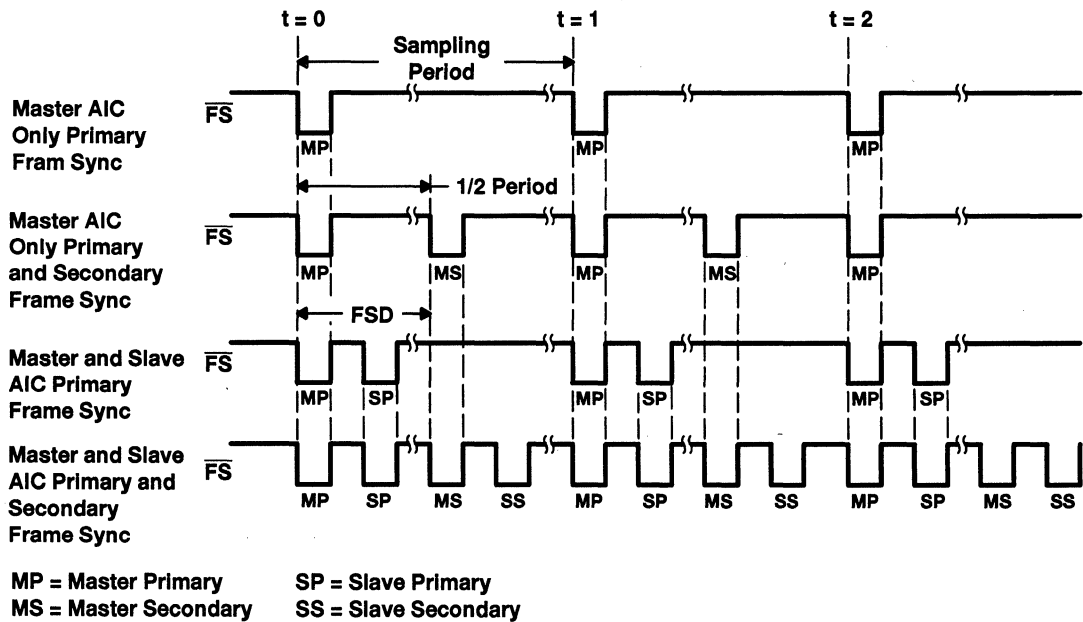 t = 0 t = 1 t = 2
Sampling
Period
Master AIC
Only Primary
Fram Sync
FS
MP MP MP
1/2 Period
Master AIC
Only Primary
and Secondary
Frame Sync
FS
MP MS MP MS MP
FSD
Master and Slave
AIC Primary
Frame Sync
FS
MP SP MP SP MP SP
Master and Slave
AIC Primary and
Secondary
Frame Sync
FS
MP SP MS SS MP SP MS SS MP SP MS SS
MP = Master Primary SP = Slave Primary
MS = Master Secondary SS = Slave Secondary